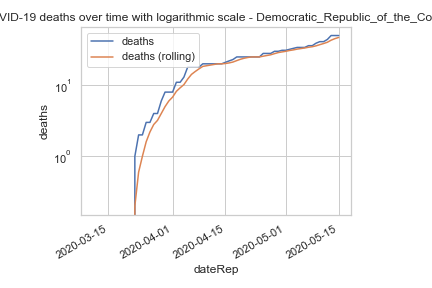 VID-19 deaths over time with logarithmic scale - Democratic_Republic_of_the_Co
deaths
deaths (rolling)
10¹
10⁰
deaths
2020-03-15
2020-04-01
2020-04-15
2020-05-01
2020-05-15
dateRep